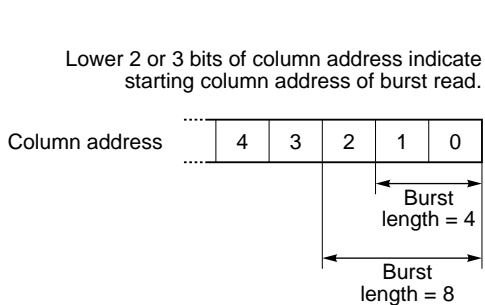 Lower 2 or 3 bits of column address indicate
starting column address of burst read.
Column address 4 3 2 1 0
Burst
length = 4
Burst
length = 8